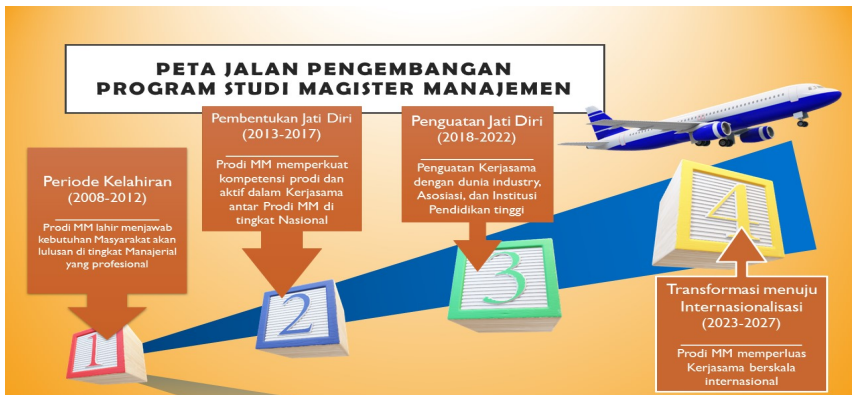 PETA JALAN PENGEMBANGAN
PROGRAM STUDI MAGISTER MANAJEMEN
Periode Kelahiran
(2008-2012)
Prodi MM lahir menjawab
kebutuhan Masyarakat akan
lulusan di tingkat Manajerial
yang profesional
1
Pembentukan Jati Diri
(2013-2017)
Prodi MM memperkuat
kompetensi prodi dan
aktif dalam Kerjasama
antar Prodi MM di
tingkat Nasional
2
Penguatan Jati Diri
(2018-2022)
Penguatan Kerjasama
dengan dunia industry,
Asosiasi, dan Institusi
Pendidikan tinggi
3
4
Transformasi menuju
Internasionalisasi
(2023-2027)
Prodi MM memperluas
Kerjasama berskala
internasional